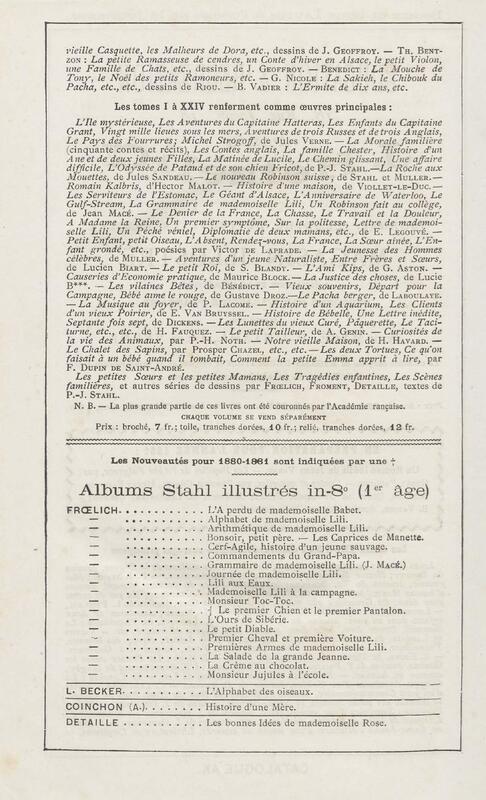 vieille Casquette, les Malheurs de Dora, etc., dessins de J. GEOFFROY. — TH. BENT-
ZON : La petite Ramasseuse de cendres, un Conte d'hiver en Alsace, le petit Violon,
une Famille de Chats, etc., dessins de J. GEOFFROY. — BENEDICT : La Mouche de
Tony, le Noël des petits Ramoneurs, etc. — G. NICOLE : La Sakieh, le Chibouk du
Pacha, etc., etc., dessins de RIOU. — B. VADIER : L'Ermite de dix ans, etc.
Les tomes I à XXIV renferment comme œuvres principales :
L'Ile mystérieuse, Les Aventures du Capitaine Hatteras, Les Enfants du Capitaine
Grant, Vingt mille lieues sous les mers, Aventures de trois Russes et de trois Anglais,
Le Pays des Fourrures; Michel Strogoff, de JULES VERNE. — La Morale familière
(cinquante contes et récits), Les Contes anglais, La Famille Chester, Histoire d'un
Ane et de deux jeunes Filles, La Matinée de Lucile, Le Chemin glissant, Une affaire
difficile, L'Odyssée de Pataud et de son chien Fricot, de P.-J. STAHL. — La Roche aux
Mouettes, de JULES SANDEAU. — Le nouveau Robinson suisse, de STAHL et MULLER. —
Romain Kalbris, d'HECTOR MALOT. — Histoire d'une maison, de VIOLLET-LE-DUC. —
Les Serviteurs de l'Estomac, Le Géant d'Alsace, L'Anniversaire de Waterloo, Le
Gulf-Stream, La Grammaire de mademoiselle Lili, Un Robinson fait au collège,
de JEAN MACÉ. — Le Denier de la France, La Chasse, Le Travail et la Douleur,
A Madame la Reine, Un premier symptôme, Sur la politesse, Lettre de mademoi-
selle Lili, Un Péché véniel, Diplomatie de deux mamans, etc., de E. LEGOUVÉ. —
Petit Enfant, petit Oiseau, L'Absent, Rendez-vous, La France, La Sœur aînée, L'En-
fant grondé, etc., poésies par VICTOR DE LAPRADE. — La Jeunesse des Hommes
célèbres, de MULLER. — Aventures d'un jeune Naturaliste, Entre Frères et Sœurs,
de LUCIEN BIART. — Le petit Roi, de S. BLANDY. — L'Ami Kips, de G. ASTON. —
Causeries d'Economie pratique, de MAURICE BLOCK. — La Justice des choses, de LUCIE
B***. — Les vilaines Bêtes, de BÉNÉDICT. — Vieux souvenirs, Départ pour la
Campagne, Bébé aime le rouge, de GUSTAVE DROZ. — Le Pacha berger, de LABOULAYE.
— La Musique au foyer, de P. LACOME. — Histoire d'un Aquarium, Les Clients
d'un vieux Poirier, de E. VAN BRUYSSEL. — Histoire de Bébelle, Une Lettre inédite,
Septante fois sept, de DICKENS. — Les Lunettes du vieux Curé, Pâquerette, Le Taci-
turne, etc., etc., de H. FAUQUEZ. — Le petit Tailleur, de A. GENIN. — Curiosités de
la vie des Animaux, par P.-H. NOTH. — Notre vieille Maison, de H. HAVARD. —
Le Chalet des Sapins, par PROSPER CHAZEL, etc., etc. — Les deux Tortues, Ce qu'on
faisait à un bébé quand il tombait, Comment la petite Emma apprit à lire, par
F. DUPIN DE SAINT-ANDRÉ.
Les petites Sœurs et les petites Mamans, Les Tragédies enfantines, Les Scènes
familières, et autres séries de dessins par FRŒLICH, FROMENT, DETAILLE, textes de
P.-J. STAHL.
N. B. — La plus grande partie de ces livres ont été couronnés par l'Académie rançaise.
CHAQUE VOLUME SE VEND SÉPARÉMENT
Prix : broché, 7 fr.; toile, tranches dorées, 10 fr.; relié, tranches dorées, 12 fr.
Les Nouveautés pour 1880-1881 sont indiquées par une †
Albums Stahl illustrés in-8° (1er âge)
FRŒLICH. . . . . . . . . . . L'A perdu de mademoiselle Babet.
— . . . . . . . . . . Alphabet de mademoiselle Lili.
— . . . . . . . . . . Arithmétique de mademoiselle Lili.
— . . . . . . . . . . Bonsoir, petit père. — Les Caprices de Manette.
— . . . . . . . . . . Cerf-Agile, histoire d'un jeune sauvage.
— . . . . . . . . . . Commandements du Grand-Papa.
— . . . . . . . . . . Grammaire de mademoiselle Lili. (J. MACÉ.)
— . . . . . . . . . . Journée de mademoiselle Lili.
— . . . . . . . . . . Lili aux Eaux.
— . . . . . . . . . . Mademoiselle Lili à la campagne.
— . . . . . . . . . . Monsieur Toc-Toc.
— . . . . . . . . . . † Le premier Chien et le premier Pantalon.
— . . . . . . . . . . L'Ours de Sibérie.
— . . . . . . . . . . Le petit Diable.
— . . . . . . . . . . Premier Cheval et première Voiture.
— . . . . . . . . . . Premières Armes de mademoiselle Lili.
— . . . . . . . . . . La Salade de la grande Jeanne.
— . . . . . . . . . . La Crême au chocolat.
— . . . . . . . . . . Monsieur Jujules à l'école.
L. BECKER. . . . . . . . . . . L'Alphabet des oiseaux.
COINCHON (A.). . . . . . . . Histoire d'une Mère.
DETAILLE . . . . . . . . . . . Les bonnes Idées de mademoiselle Rose.